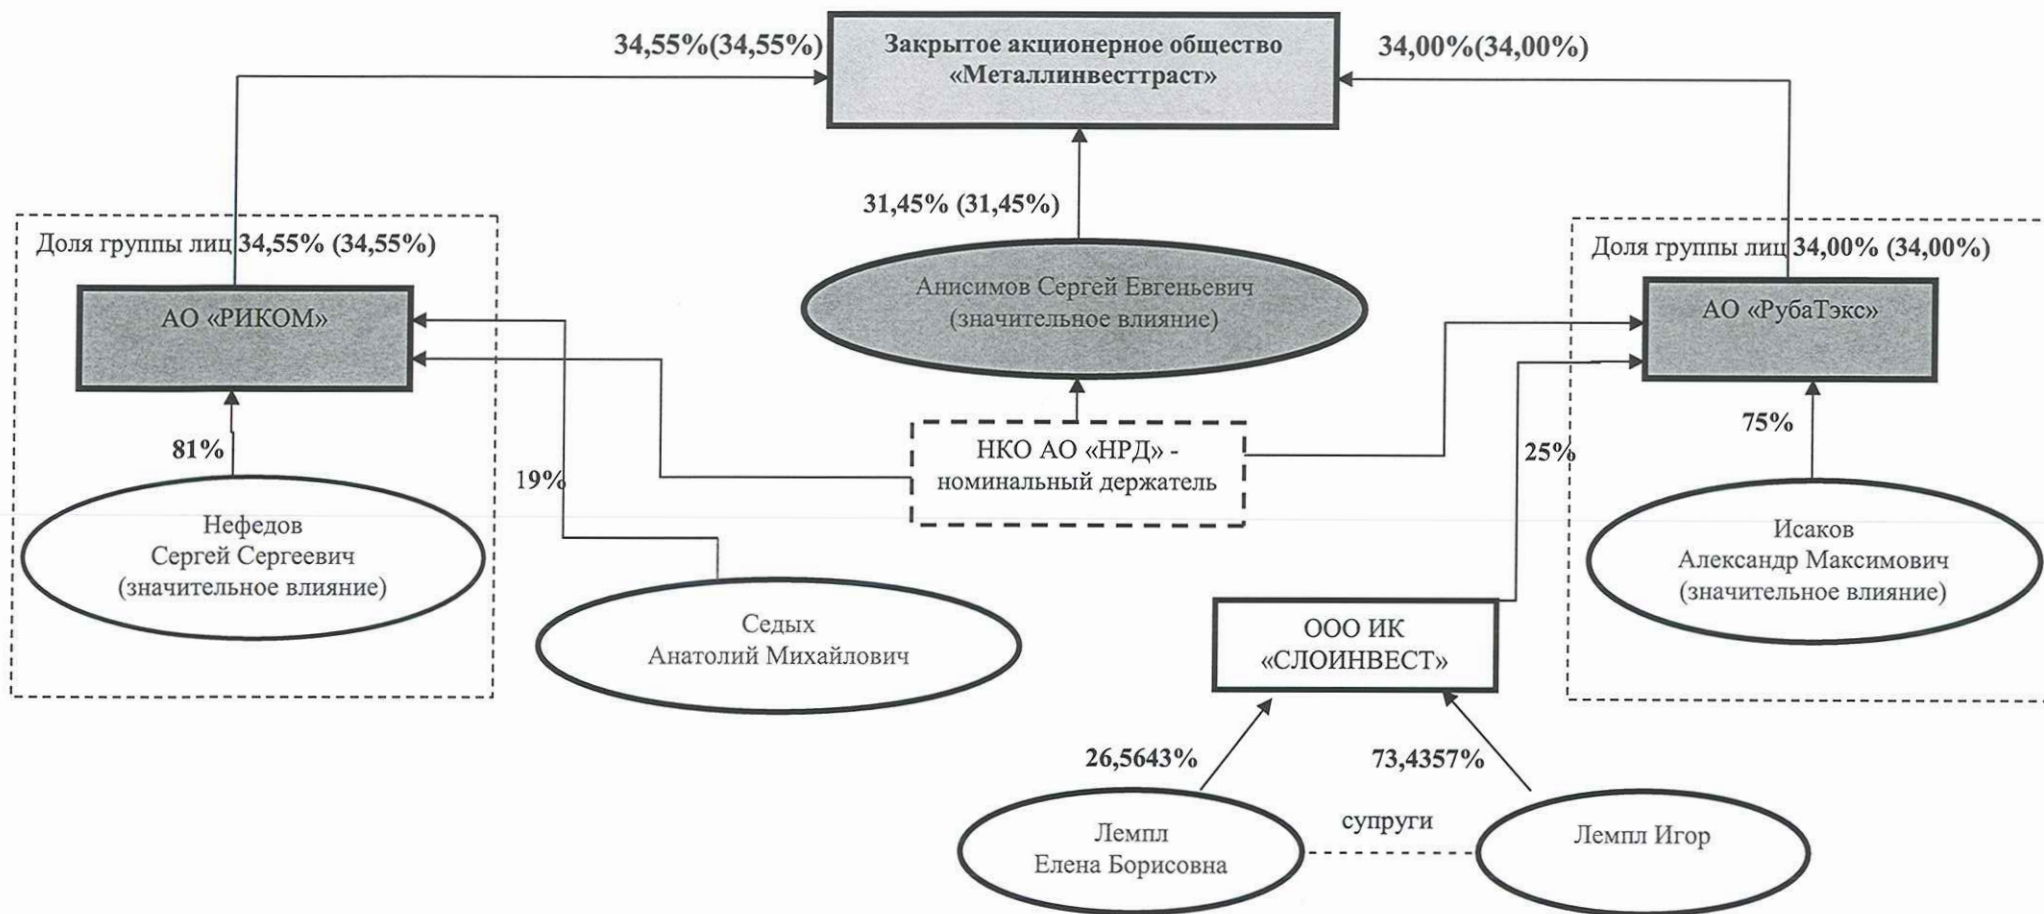 34,55%(34,55%)
Закрытое акционерное общество
«Металлинвесттраст»
34,00%(34,00%)
31,45% (31,45%)
Доля группы лиц 34,55% (34,55%)
Доля группы лиц 34,00% (34,00%)
АО «РИКОМ»
Анисимов Сергей Евгеньевич
(значительное влияние)
АО «РубаТэкс»
81%
19%
НКО АО «НРД» -
номинальный держатель
25%
75%
Нефедов
Сергей Сергеевич
(значительное влияние)
Седых
Анатолий Михайлович
ООО ИК
«СЛОИНВЕСТ»
Исаков
Александр Максимович
(значительное влияние)
26,5643%
73,4357%
Лемпл
Елена Борисовна
супруги
Лемпл Игор